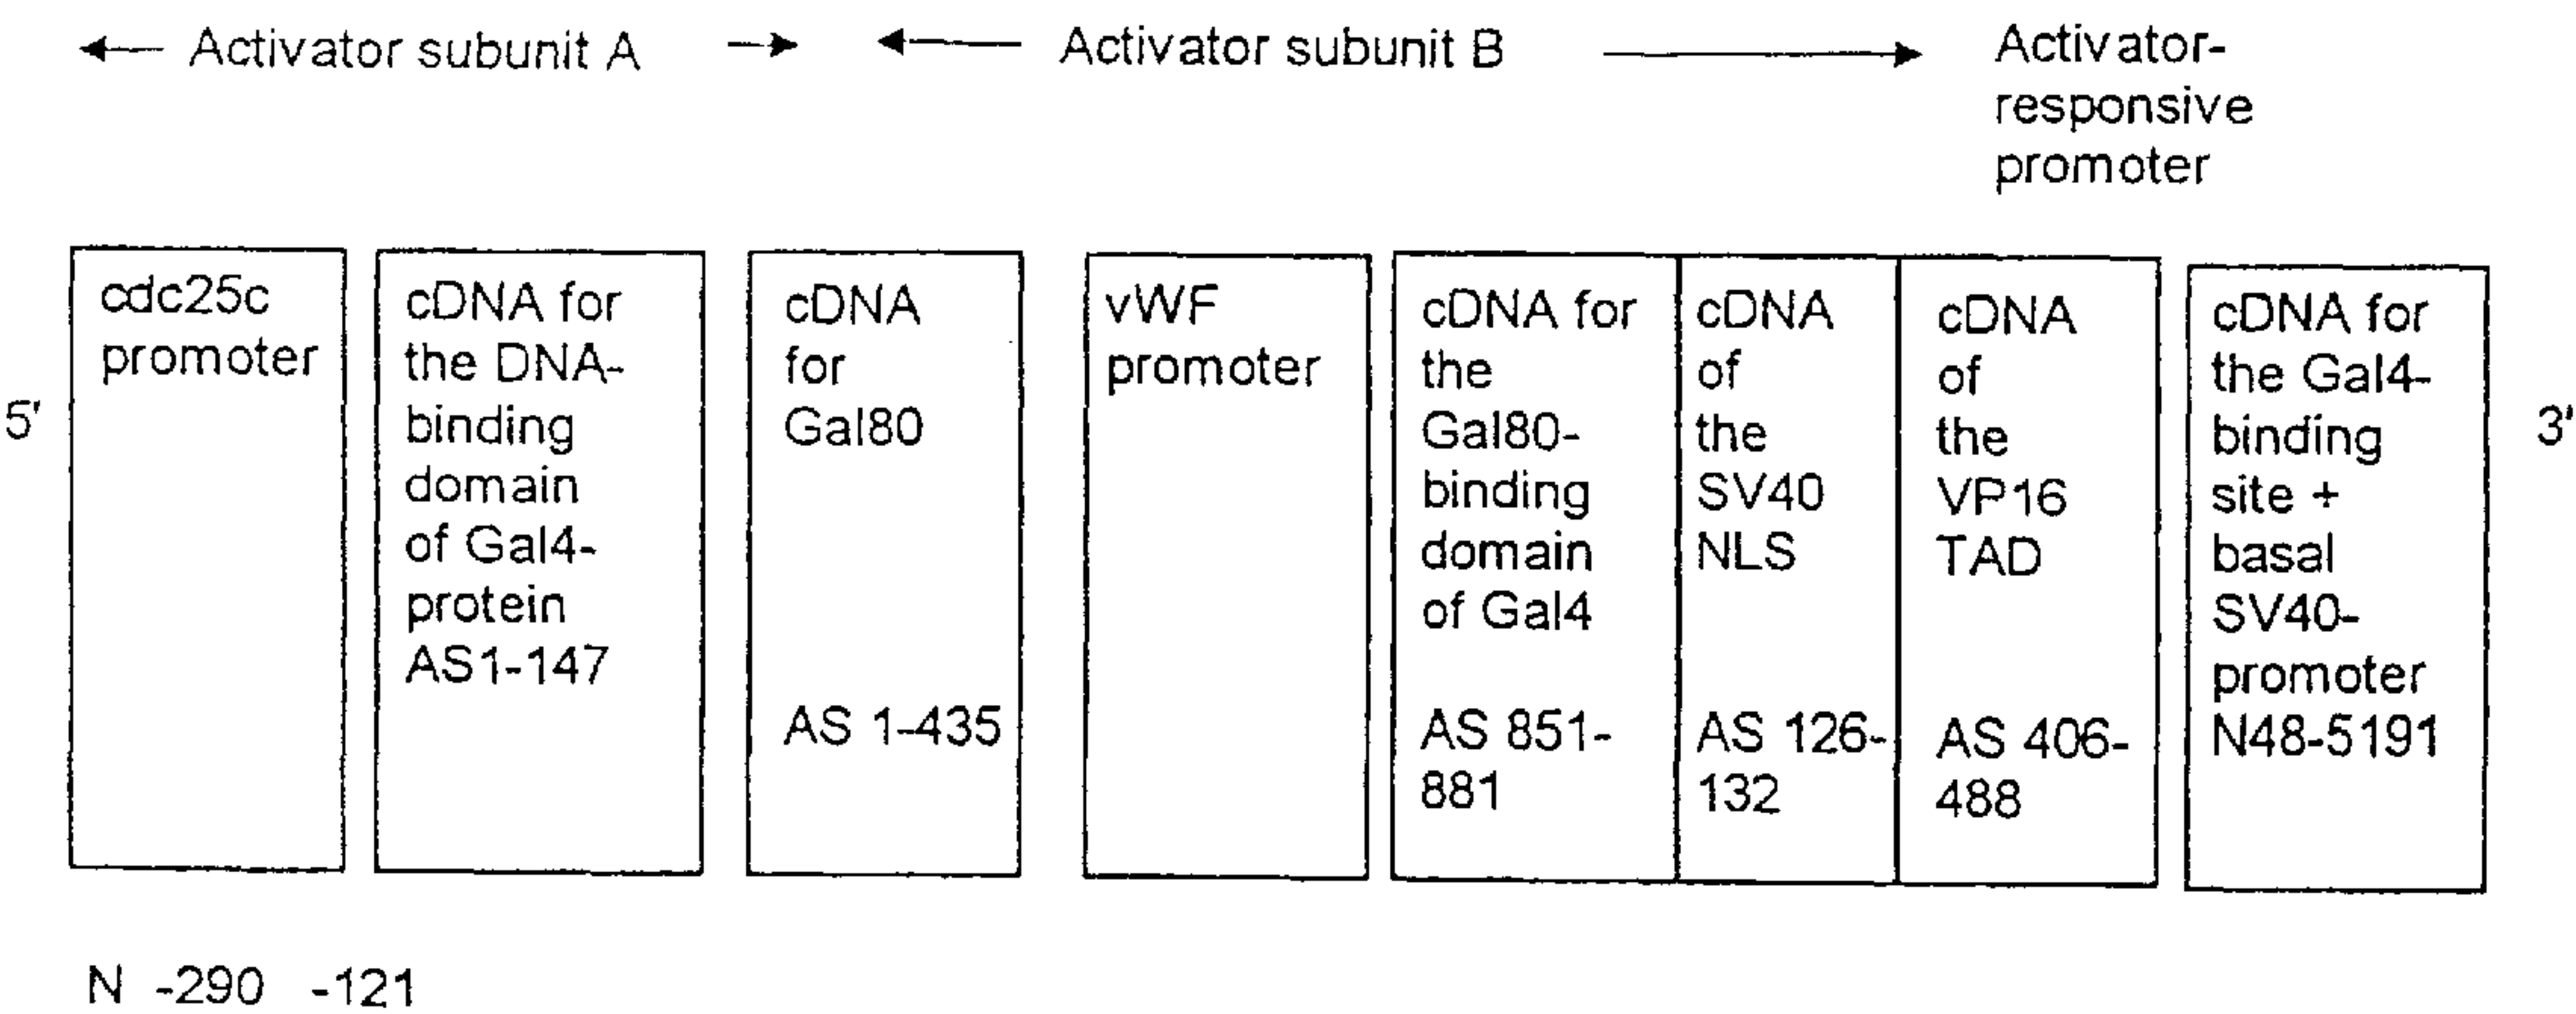 Activator subunit A
Activator subunit B
Activator-
responsive
promoter
5'
cdc25c
promoter
cDNA for
the DNA-
binding
domain
of Gal4-
protein
AS1-147
cDNA
for
Gal80
AS 1-435
vWF
promoter
cDNA for
the
Gal80-
binding
domain
of Gal4
AS 851-
881
cDNA
of
the
SV40
NLS
AS 126-
132
cDNA
of
the
VP16
TAD
AS 406-
488
cDNA for
the Gal4-
binding
site +
basal
SV40-
promoter
N48-5191
3'
N -290 -121